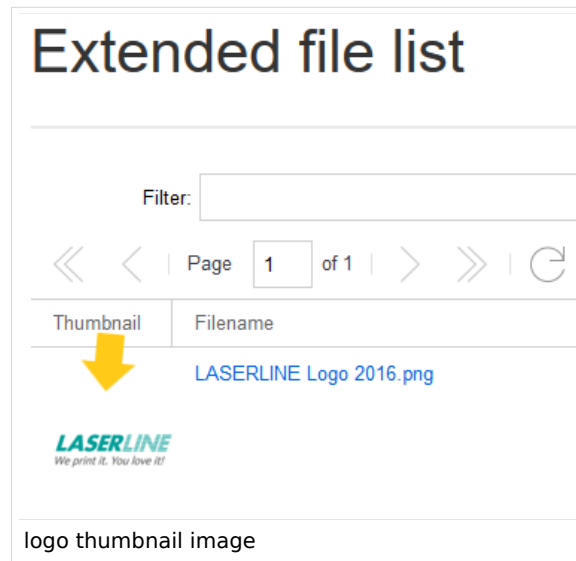 Extended file list
Filter:
Page 1 of 1
Thumbnail Filename
LASERLINE Logo 2016.png
LASERLINE
We print it. You love it!
logo thumbnail image